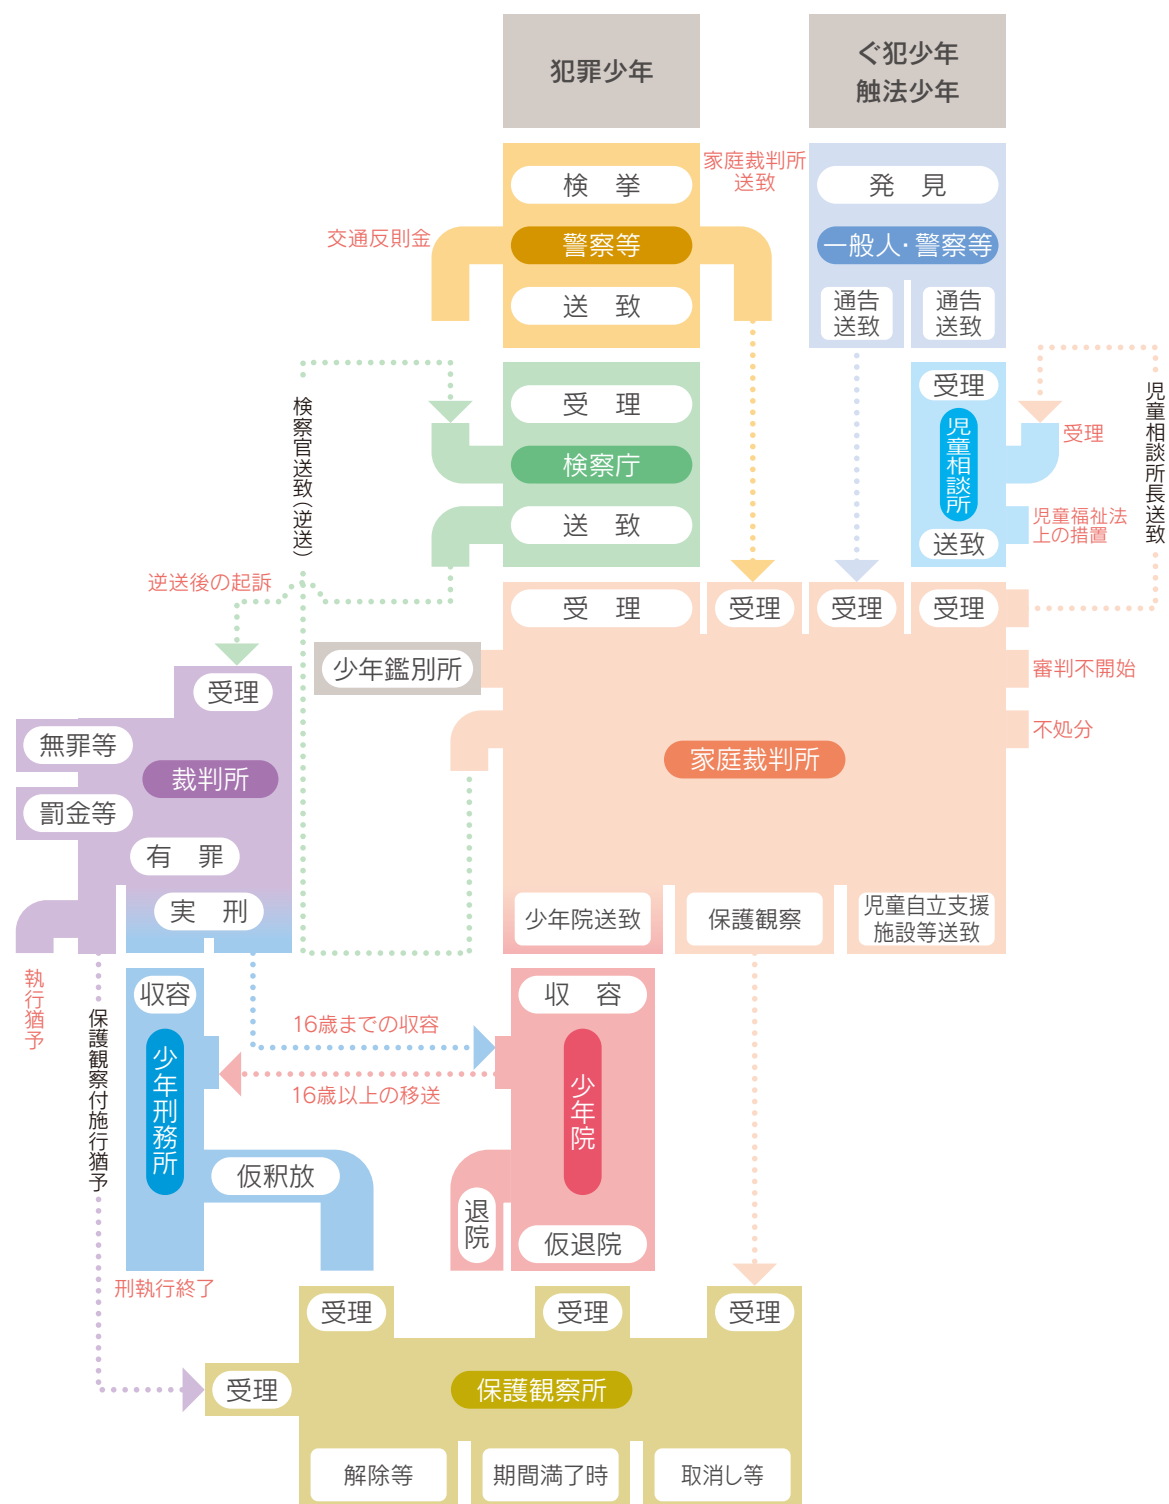 犯罪少年
ぐ犯少年
触法少年
検　挙
家庭裁判所
送致
発　見
交通反則金
警察等
一般人・警察等
送　致
通告
送致
通告
送致
受　理
受理
検察官送致(逆送)
検察庁
児童相談所
受理
児童相談所長送致
送　致
送致
児童福祉法
上の措置
逆送後の起訴
受　理
受理
受理
受理
少年鑑別所
審判不開始
受理
不処分
無罪等
裁判所
家庭裁判所
罰金等
有　罪
実　刑
少年院送致
保護観察
児童自立支援
施設等送致
執行猶予
収容
収　容
保護観察付施行猶予
16歳までの収容
少年刑務所
少年院
16歳以上の移送
仮釈放
退院
仮退院
刑執行終了
受理
受理
受理
受理
保護観察所
解除等
期間満了時
取消し等